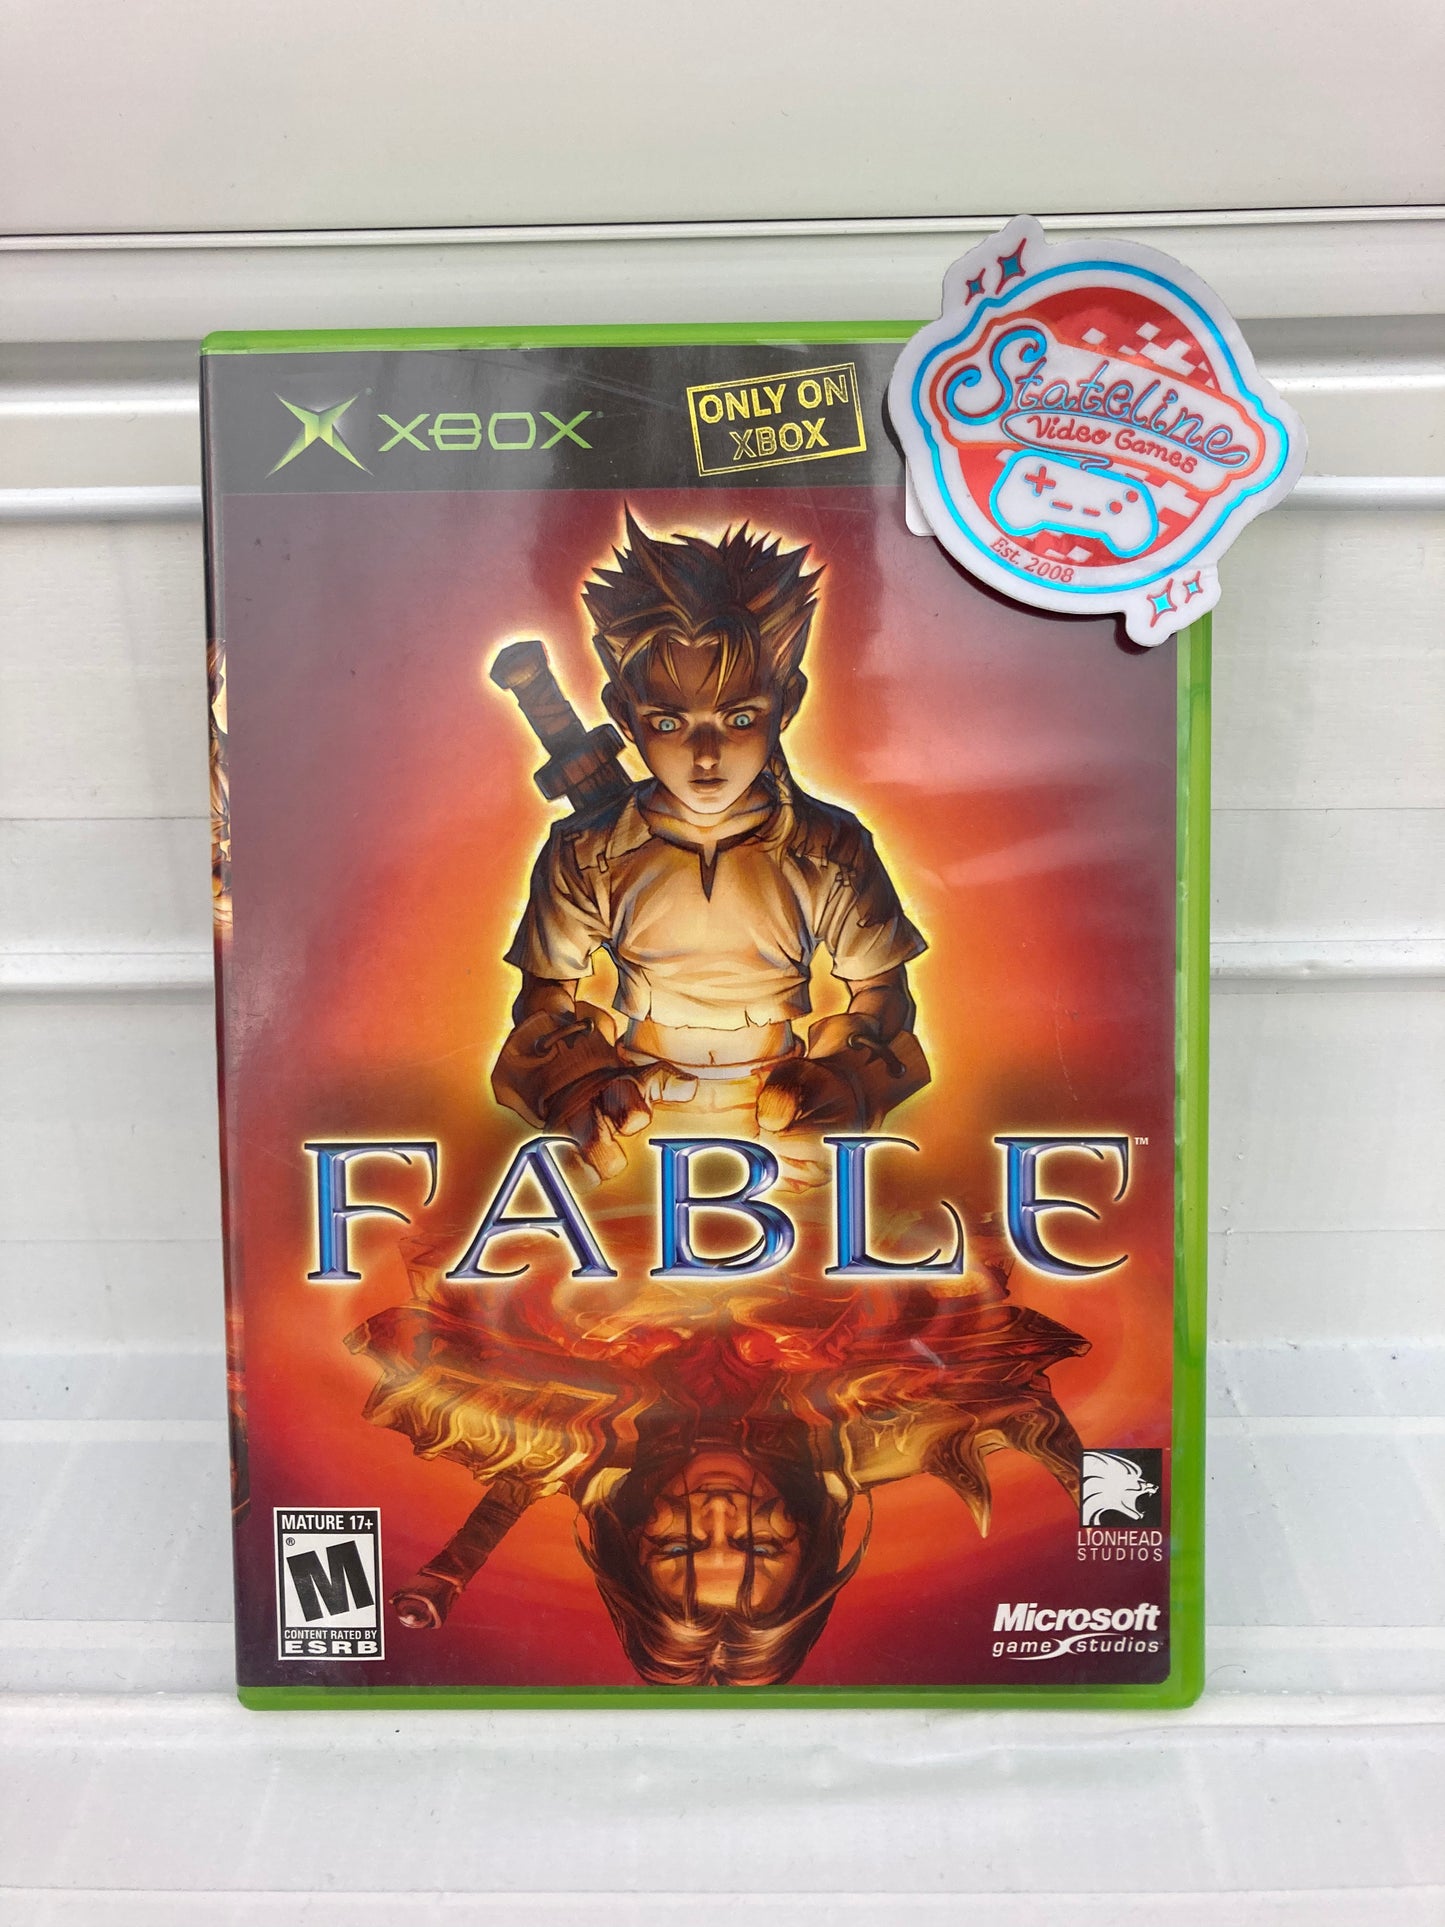 XBOX
ONLY ON
XBOX
Stateline
Video Games
Est. 2008
FABLE™
MATURE 17+
M
®
CONTENT RATED BY
ESRB
LIONHEAD
STUDIOS
Microsoft
game studios